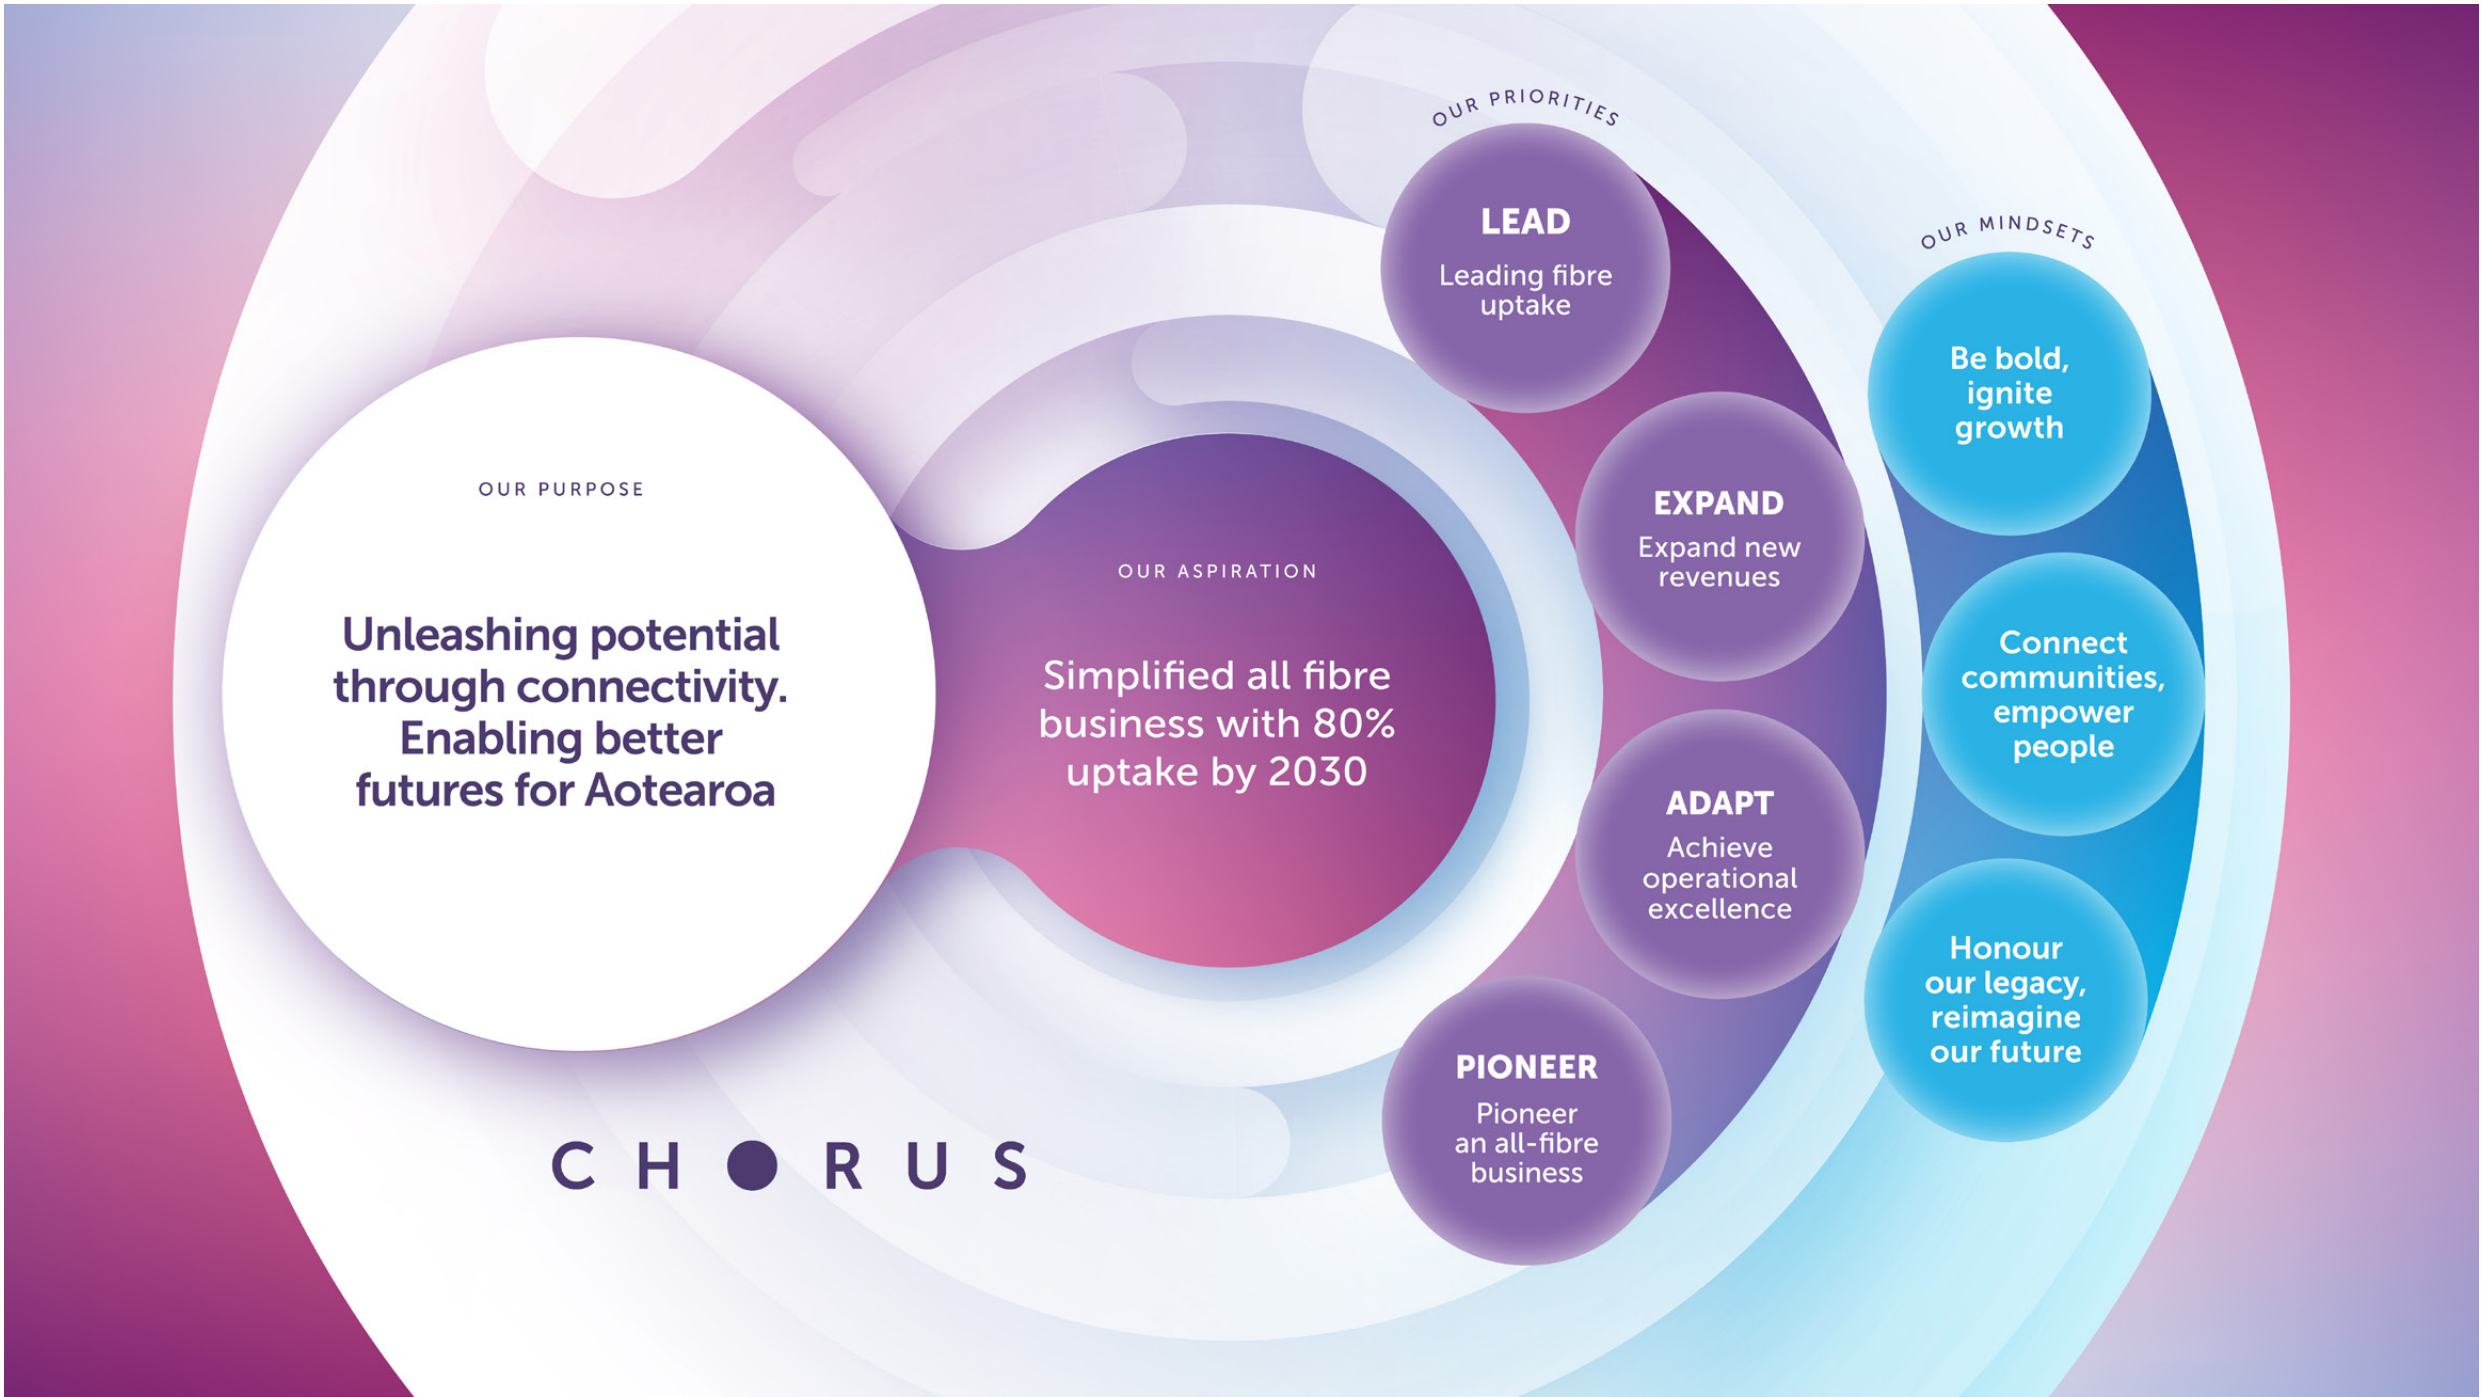 OUR PURPOSE
Unleashing potential
through connectivity.
Enabling better
futures for Aotearoa
OUR ASPIRATION
Simplified all fibre
business with 80%
uptake by 2030
OUR PRIORITIES
LEAD
Leading fibre
uptake
EXPAND
Expand new
revenues
ADAPT
Achieve
operational
excellence
PIONEER
Pioneer
an all-fibre
business
OUR MINDSETS
Be bold,
ignite
growth
Connect
communities,
empower
people
Honour
our legacy,
reimagine
our future
CHORUS